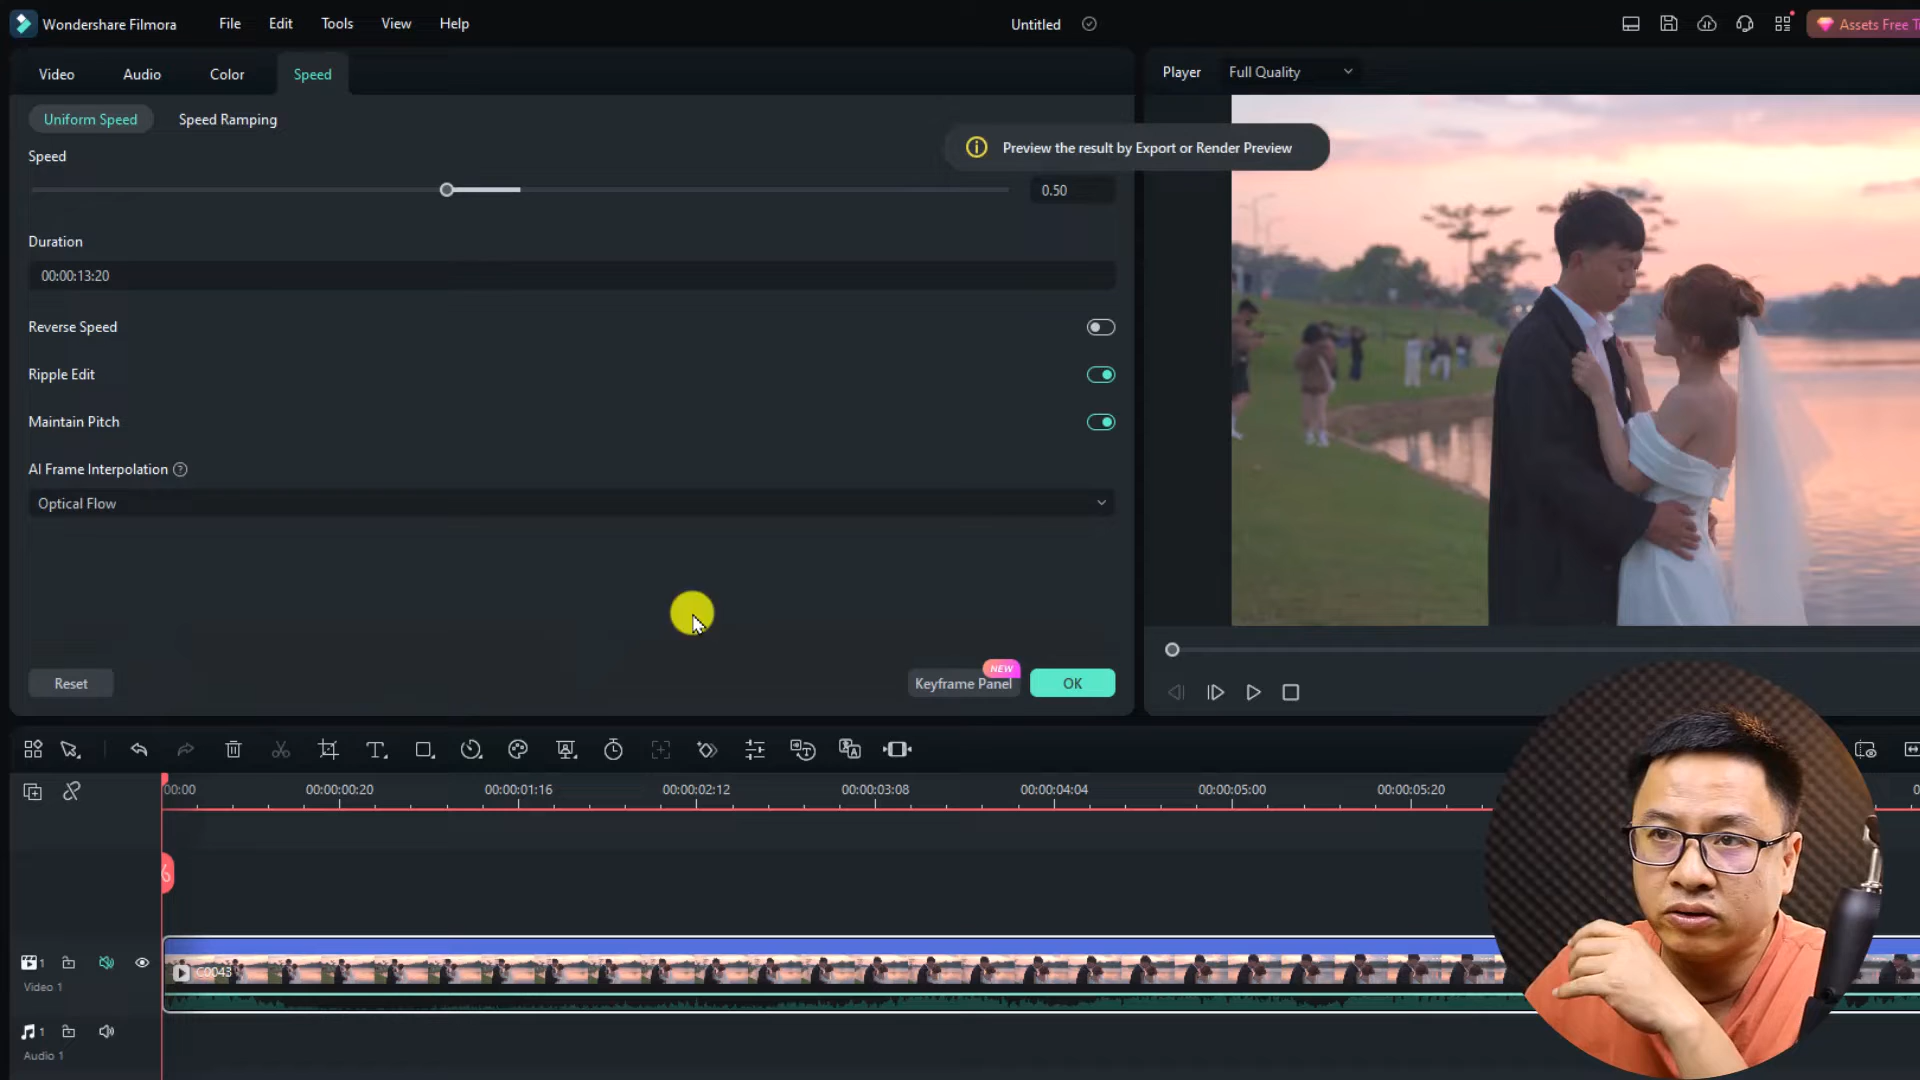 Wondershare Filmora File Edit Tools View Help Untitled
Video Audio Color Speed
Uniform Speed Speed Ramping
Speed
0.50
Duration
00:00:13:20
Reverse Speed
Ripple Edit
Maintain Pitch
AI Frame Interpolation ?
Optical Flow
Reset
NEW
Keyframe Panel
OK
Player Full Quality
Preview the result by Export or Render Preview
00:00 00:00:00:20 00:00:01:16 00:00:02:12 00:00:03:08 00:00:04:04 00:00:05:00 00:00:05:20
C0043
1
Video 1
1
Audio 1
Assets Free